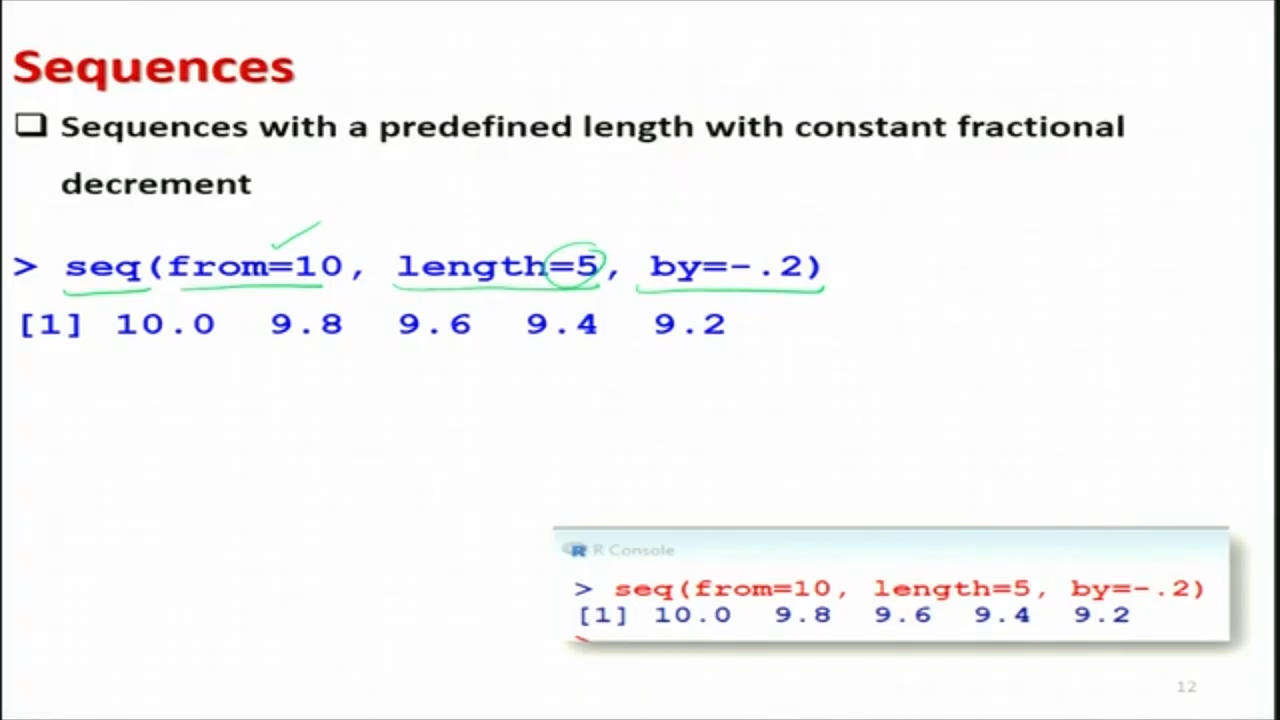 Sequences
Sequences with a predefined length with constant fractional
decrement
> seq(from=10, length=5, by=-.2)
[1] 10.0 9.8 9.6 9.4 9.2
R R Console
> seq(from=10, length=5, by=-.2)
[1] 10.0 9.8 9.6 9.4 9.2
12